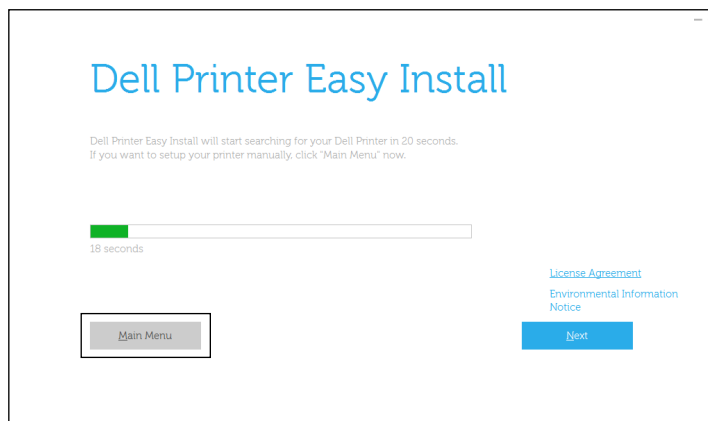 Dell Printer Easy Install
Dell Printer Easy Install will start searching for your Dell Printer in 20 seconds.
If you want to setup your printer manually, click "Main Menu" now.
18 seconds
License Agreement
Environmental Information
Notice
Main Menu
Next